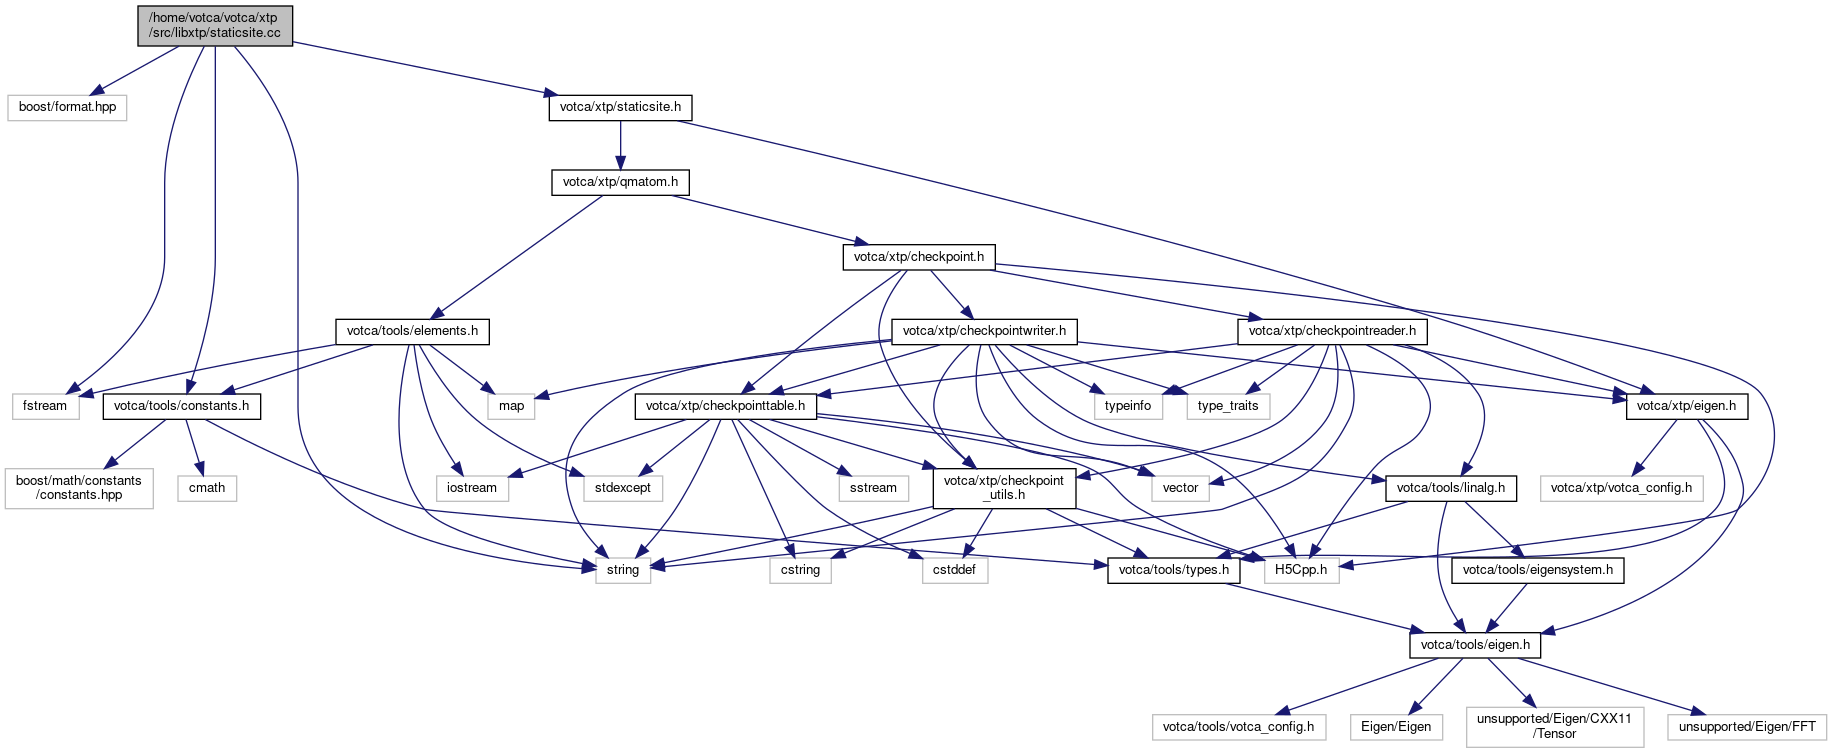 /home/votca/votca/xtp
/src/libxtp/staticsite.cc
boost/format.hpp
votca/xtp/staticsite.h
votca/xtp/qmatom.h
votca/xtp/checkpoint.h
votca/tools/elements.h
votca/xtp/checkpointwriter.h
votca/xtp/checkpointreader.h
fstream
votca/tools/constants.h
map
votca/xtp/checkpointtable.h
typeinfo
type_traits
votca/xtp/eigen.h
boost/math/constants
/constants.hpp
cmath
iostream
stdexcept
sstream
votca/xtp/checkpoint
_utils.h
vector
votca/tools/linalg.h
votca/xtp/votca_config.h
string
cstring
cstddef
votca/tools/types.h
H5Cpp.h
votca/tools/eigensystem.h
votca/tools/eigen.h
votca/tools/votca_config.h
Eigen/Eigen
unsupported/Eigen/CXX11
/Tensor
unsupported/Eigen/FFT